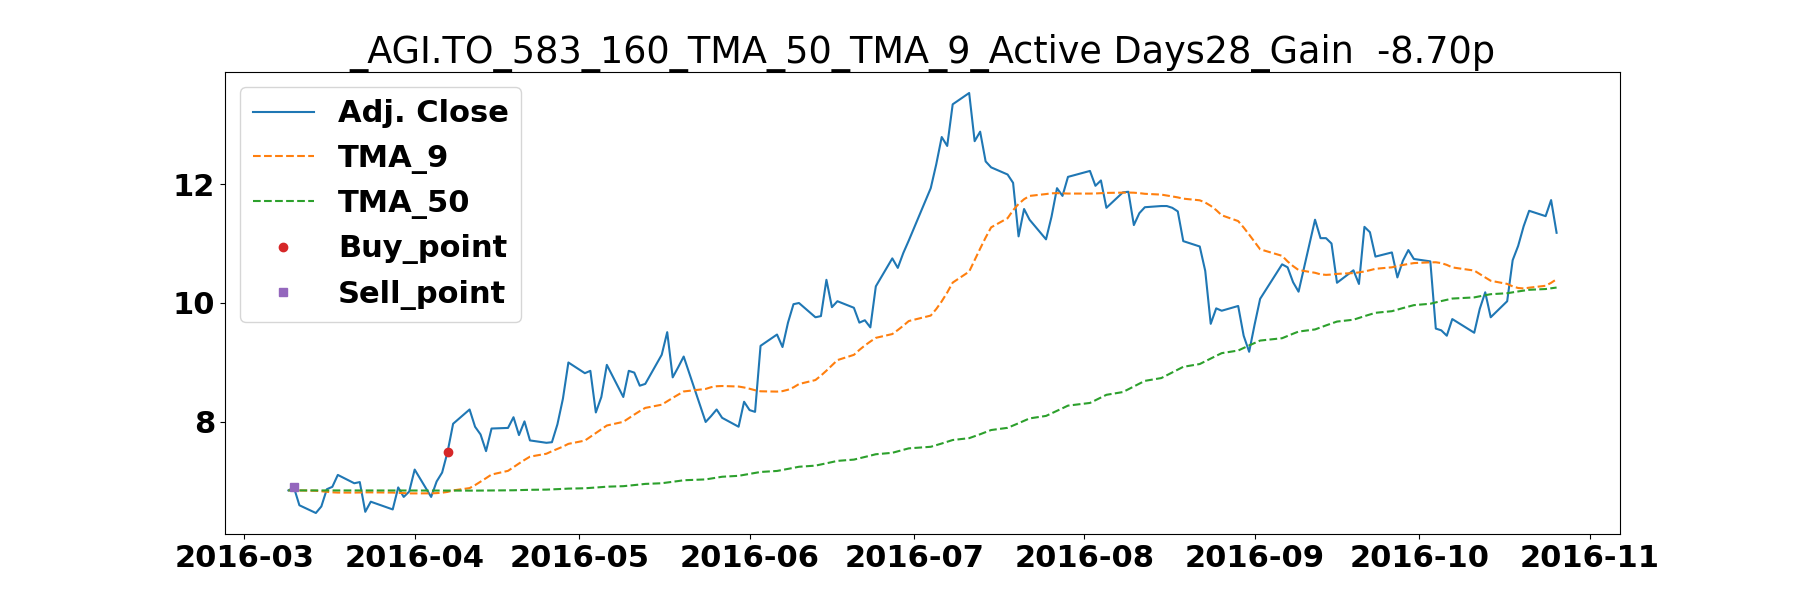 _AGI.TO_583_160_TMA_50_TMA_9_Active Days28_Gain  -8.70p
Adj. Close
TMA_9
TMA_50
Buy_point
Sell_point
12
10
8
2016-03 2016-04 2016-05 2016-06 2016-07 2016-08 2016-09 2016-10 2016-11